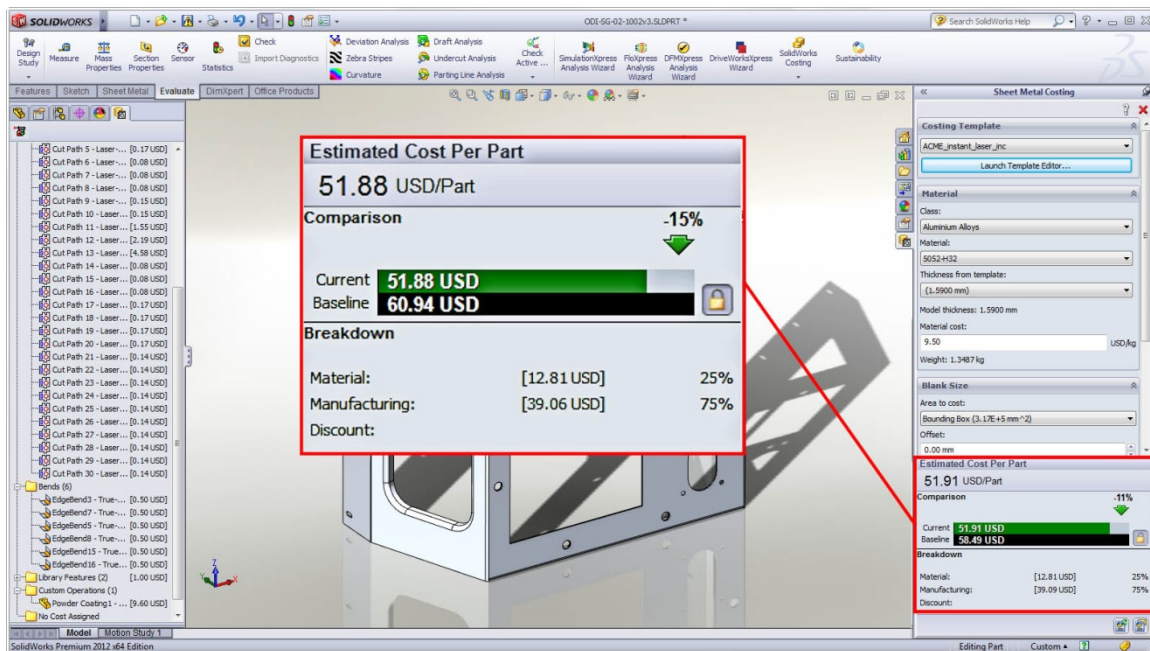 SOLIDWORKS
ODI-SG-02-1002v3.SLDPRT *
Search SolidWorks Help
Design Study
Measure
Mass Properties
Section Properties
Sensor
Statistics
Check
Import Diagnostics
Deviation Analysis
Zebra Stripes
Curvature
Draft Analysis
Undercut Analysis
Parting Line Analysis
Check Active ...
SimulationXpress Analysis Wizard
FloXpress Analysis Wizard
DFMXpress Analysis Wizard
DriveWorksXpress Wizard
SolidWorks Costing
Sustainability
Features Sketch Sheet Metal Evaluate DimXpert Office Products
Cut Path 5 - Laser-... [0.17 USD]
Cut Path 6 - Laser-... [0.08 USD]
Cut Path 7 - Laser-... [0.08 USD]
Cut Path 8 - Laser-... [0.08 USD]
Cut Path 9 - Laser-... [0.15 USD]
Cut Path 10 - Laser... [0.15 USD]
Cut Path 11 - Laser... [1.55 USD]
Cut Path 12 - Laser... [2.19 USD]
Cut Path 13 - Laser... [4.58 USD]
Cut Path 14 - Laser... [0.08 USD]
Cut Path 15 - Laser... [0.08 USD]
Cut Path 16 - Laser... [0.08 USD]
Cut Path 17 - Laser... [0.17 USD]
Cut Path 18 - Laser... [0.17 USD]
Cut Path 19 - Laser... [0.17 USD]
Cut Path 20 - Laser... [0.17 USD]
Cut Path 21 - Laser... [0.14 USD]
Cut Path 22 - Laser... [0.14 USD]
Cut Path 23 - Laser... [0.14 USD]
Cut Path 24 - Laser... [0.14 USD]
Cut Path 25 - Laser... [0.14 USD]
Cut Path 26 - Laser... [0.14 USD]
Cut Path 27 - Laser... [0.14 USD]
Cut Path 28 - Laser... [0.14 USD]
Cut Path 29 - Laser... [0.14 USD]
Cut Path 30 - Laser... [0.14 USD]
Bends (6)
EdgeBend3 - True-... [0.50 USD]
EdgeBend7 - True-... [0.50 USD]
EdgeBend5 - True-... [0.50 USD]
EdgeBend8 - True-... [0.50 USD]
EdgeBend15 - True... [0.50 USD]
EdgeBend16 - True... [0.50 USD]
Library Features (2) [1.00 USD]
Custom Operations (1)
Powder Coating1 - ... [9.60 USD]
No Cost Assigned
Estimated Cost Per Part
51.88 USD/Part
Comparison -15%
Current 51.88 USD
Baseline 60.94 USD
Breakdown
Material: [12.81 USD] 25%
Manufacturing: [39.06 USD] 75%
Discount:
Sheet Metal Costing
Costing Template
ACME_instant_laser_inc
Launch Template Editor...
Material
Class:
Aluminium Alloys
Material:
5052-H32
Thickness from template:
(1.5900 mm)
Model thickness: 1.5900 mm
Material cost:
9.50 USD/kg
Weight: 1.3487 kg
Blank Size
Area to cost:
Bounding Box (3.17E+5 mm^2)
Offset:
0.00 mm
Estimated Cost Per Part
51.91 USD/Part
Comparison -11%
Current 51.91 USD
Baseline 58.49 USD
Breakdown
Material: [12.81 USD] 25%
Manufacturing: [39.09 USD] 75%
Discount:
Z
X
Model Motion Study 1
SolidWorks Premium 2012 x64 Edition
Editing Part Custom